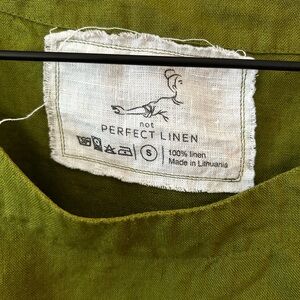 not
PERFECT LINEN
S
100% linen
Made in Lithuania